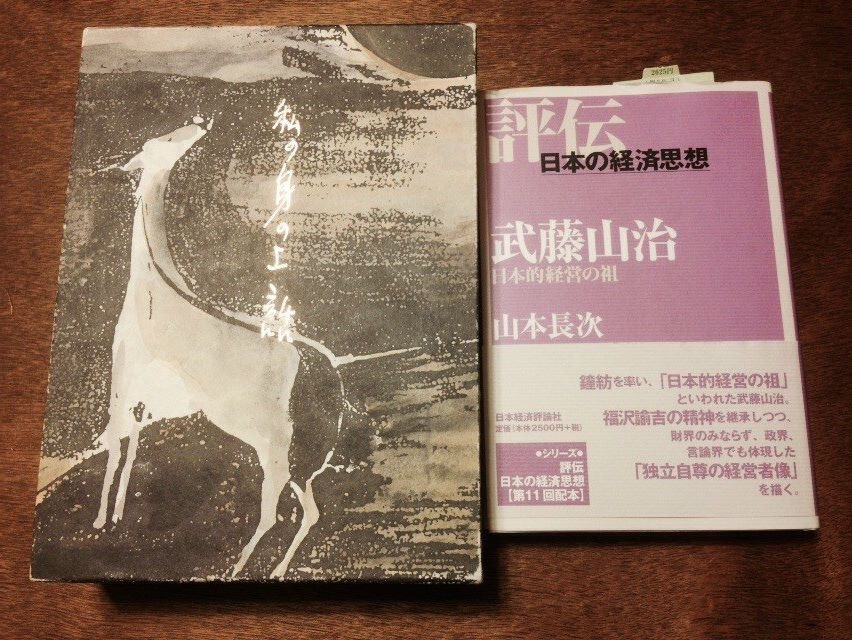 私の身の上話
2625円
評伝
日本の経済思想
武藤山治
日本的経営の祖
山本長次
鐘紡を率い、「日本的経営の祖」
といわれた武藤山治。
福沢諭吉の精神を継承しつつ、
財界のみならず、政界、
言論界でも体現した
「独立自尊の経営者像」
を描く。
日本経済評論社
定価(本体2500円+税)
●シリーズ●
評伝
日本の経済思想
【第11回配本】